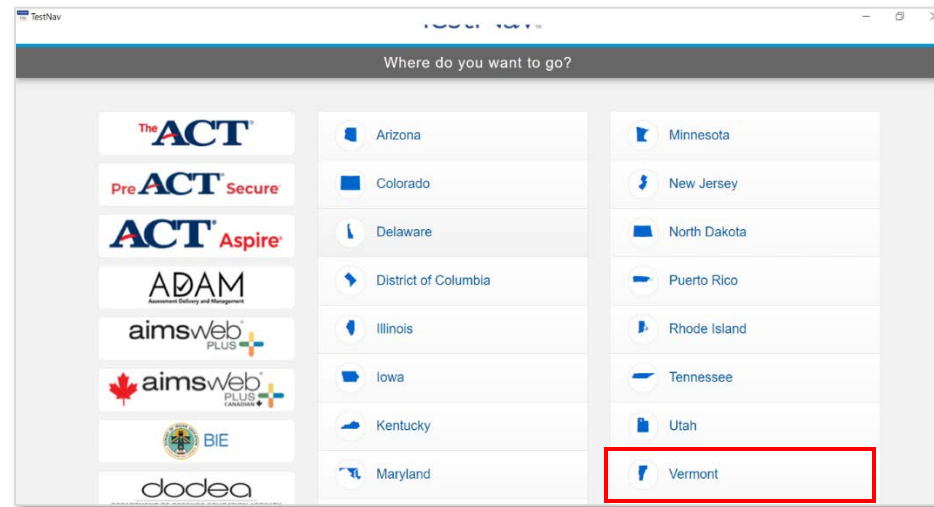 TestNav
Where do you want to go?
The ACT
PreACT Secure
ACT Aspire
ADAM
Assessment Delivery and Management
aimsweb PLUS
aimsweb PLUS CANADIAN
BIE
dodea
Arizona
Colorado
Delaware
District of Columbia
Illinois
Iowa
Kentucky
Maryland
Minnesota
New Jersey
North Dakota
Puerto Rico
Rhode Island
Tennessee
Utah
Vermont